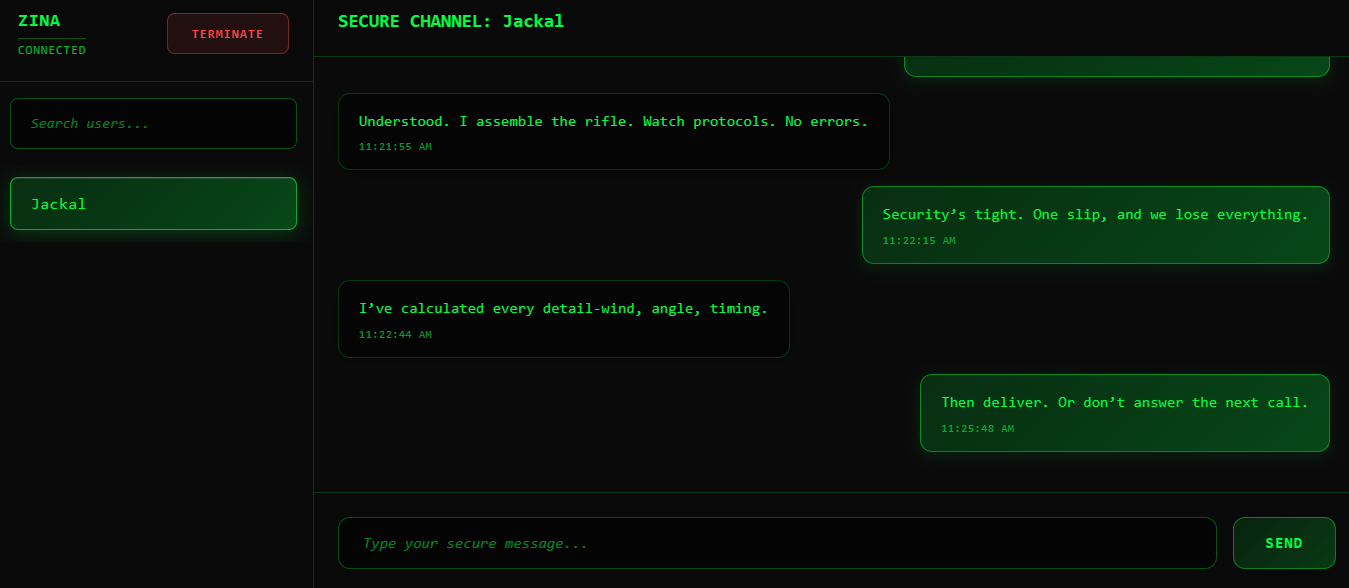 ZINA
CONNECTED
TERMINATE
Search users...
Jackal
SECURE CHANNEL: Jackal
Understood. I assemble the rifle. Watch protocols. No errors.
11:21:55 AM
Security’s tight. One slip, and we lose everything.
11:22:15 AM
I’ve calculated every detail-wind, angle, timing.
11:22:44 AM
Then deliver. Or don’t answer the next call.
11:25:48 AM
Type your secure message...
SEND